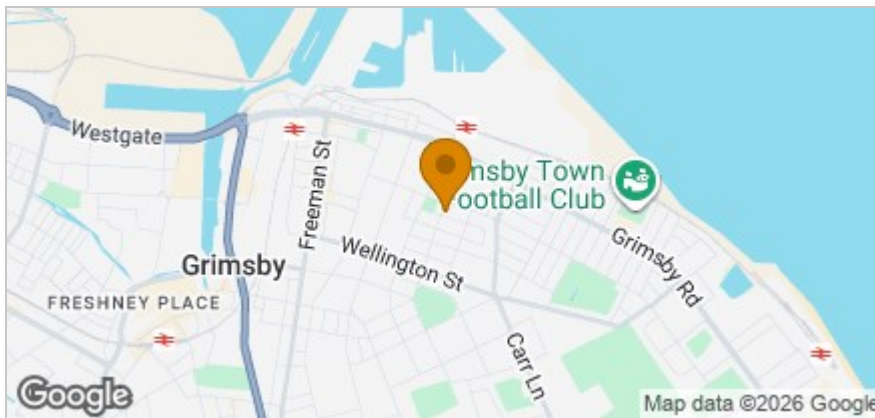 Westgate
Freeman St
Town
Football Club
Wellington St
Grimsby Rd
Grimsby
FRESHNEY PLACE
Carr Ln
Google
Map data ©2026 Google